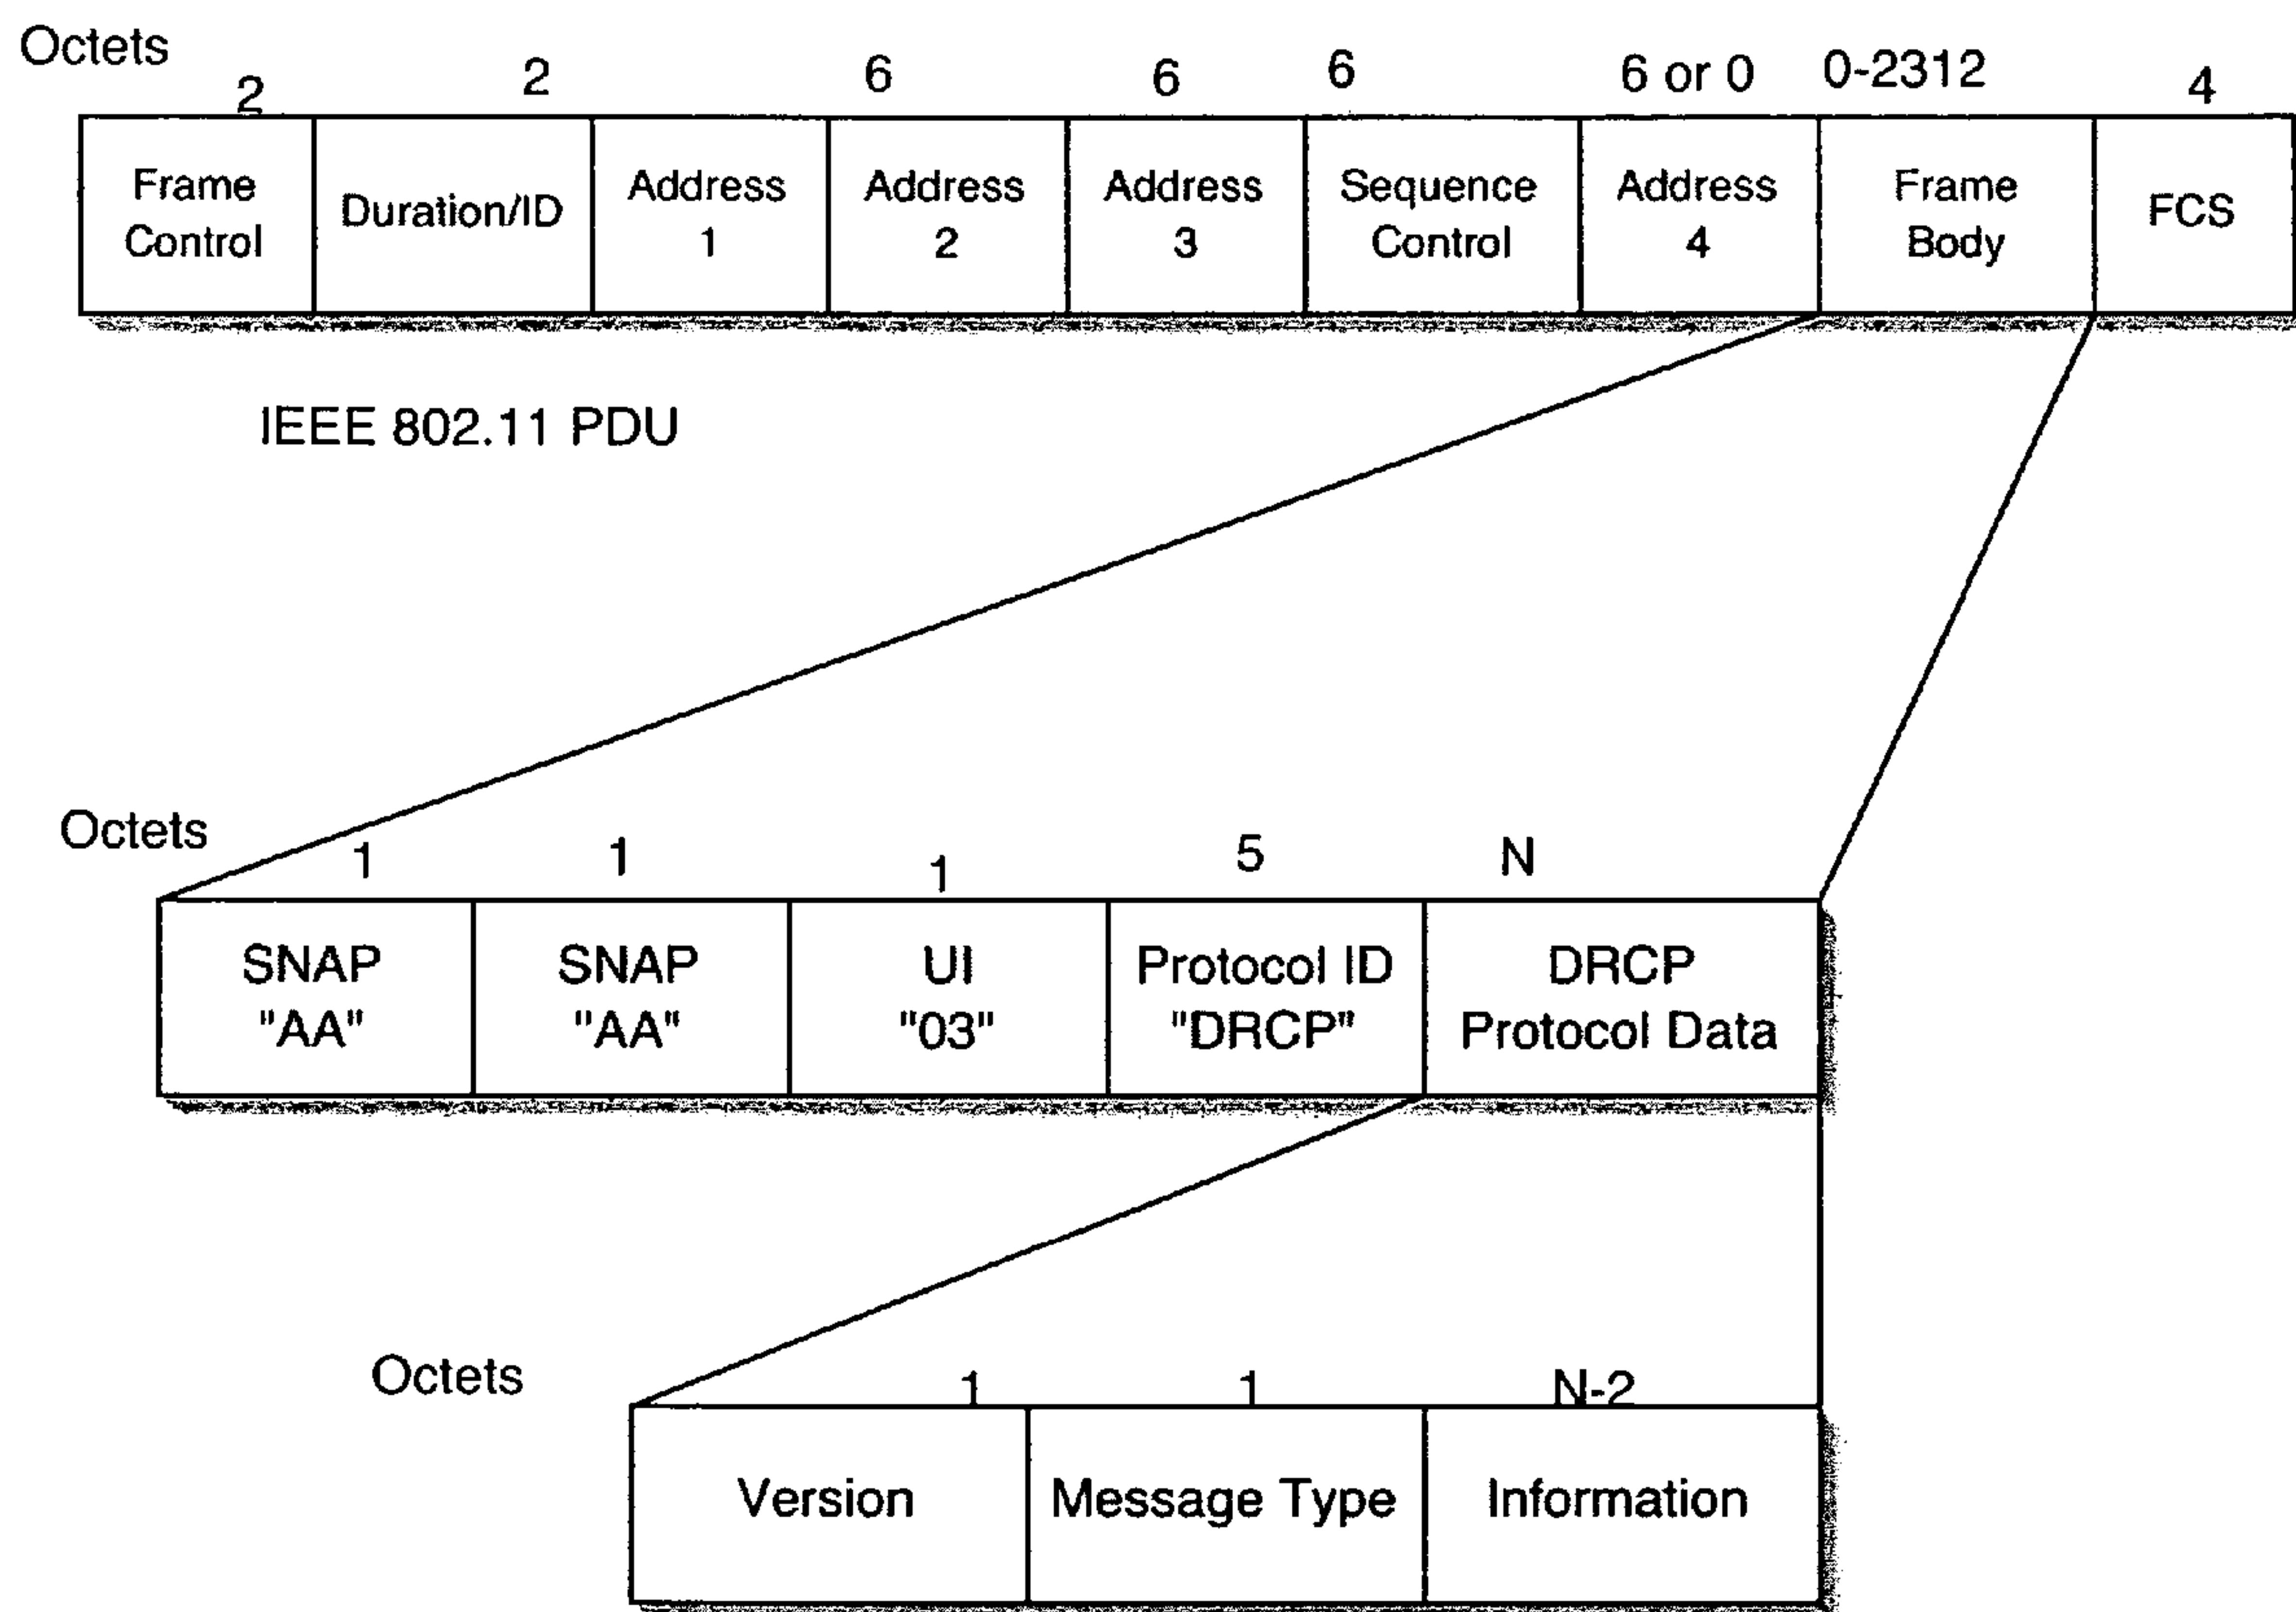 Octets
2 2 6 6 6 6 or 0 0-2312 4
Frame Control
Duration/ID
Address 1
Address 2
Address 3
Sequence Control
Address 4
Frame Body
FCS
IEEE 802.11 PDU
Octets
1 1 1 5 N
SNAP "AA"
SNAP "AA"
UI "03"
Protocol ID "DRCP"
DRCP Protocol Data
Octets
1 1 N-2
Version
Message Type
Information